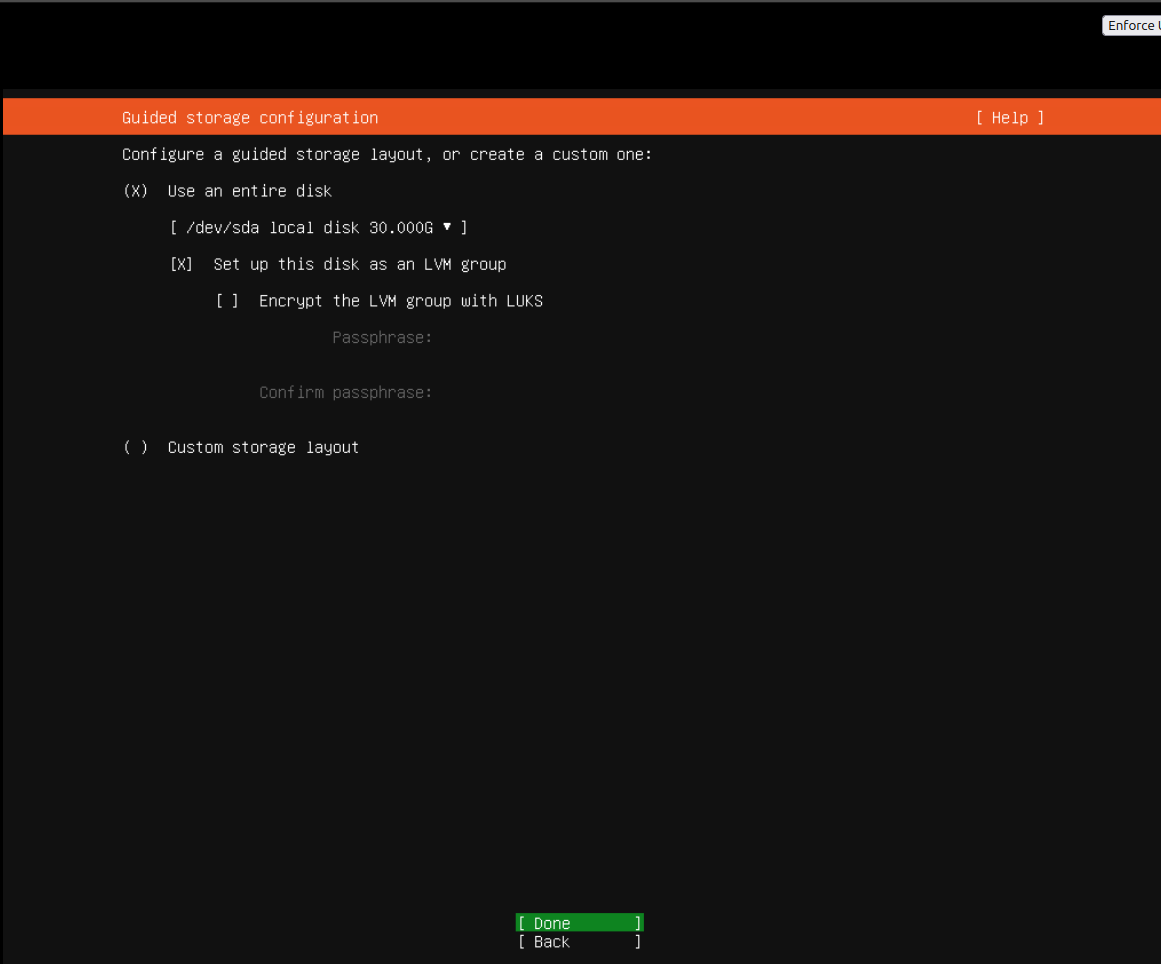 Enforce
Guided storage configuration [ Help ]
Configure a guided storage layout, or create a custom one:
(X) Use an entire disk
[ /dev/sda local disk 30.000G ▾ ]
[X] Set up this disk as an LVM group
[ ] Encrypt the LVM group with LUKS
Passphrase:
Confirm passphrase:
( ) Custom storage layout
[ Done ]
[ Back ]